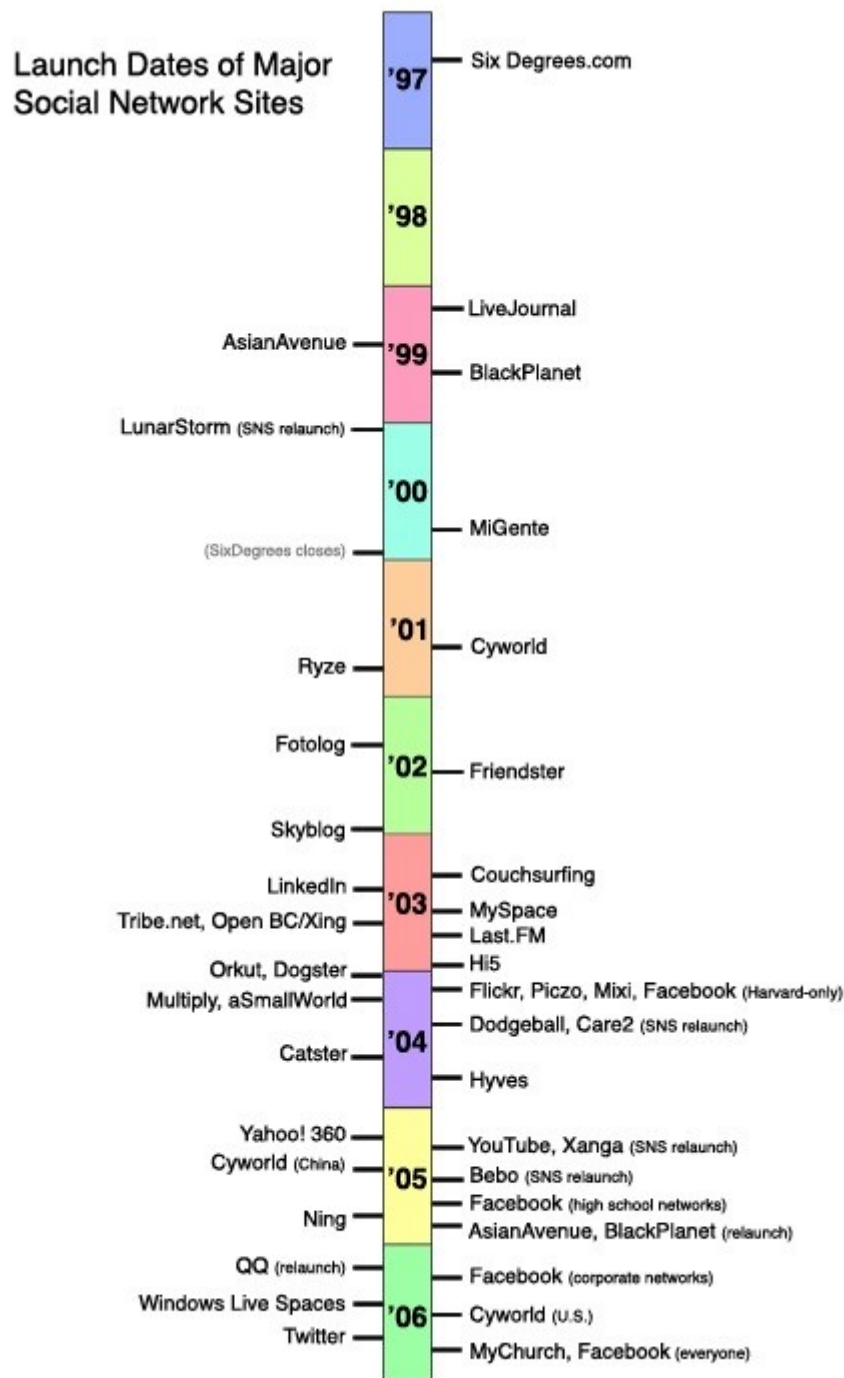 Launch Dates of Major
Social Network Sites
'97
Six Degrees.com
'98
'99
LiveJournal
AsianAvenue
BlackPlanet
LunarStorm (SNS relaunch)
'00
MiGente
(SixDegrees closes)
'01
Cyworld
Ryze
Fotolog
'02
Friendster
Skyblog
'03
Couchsurfing
LinkedIn
MySpace
Tribe.net, Open BC/Xing
Last.FM
Hi5
Orkut, Dogster
Flickr, Piczo, Mixi, Facebook (Harvard-only)
Multiply, aSmallWorld
Dodgeball, Care2 (SNS relaunch)
'04
Catster
Hyves
Yahoo! 360
YouTube, Xanga (SNS relaunch)
Cyworld (China)
'05
Bebo (SNS relaunch)
Facebook (high school networks)
Ning
AsianAvenue, BlackPlanet (relaunch)
QQ (relaunch)
Facebook (corporate networks)
Windows Live Spaces
'06
Cyworld (U.S.)
Twitter
MyChurch, Facebook (everyone)